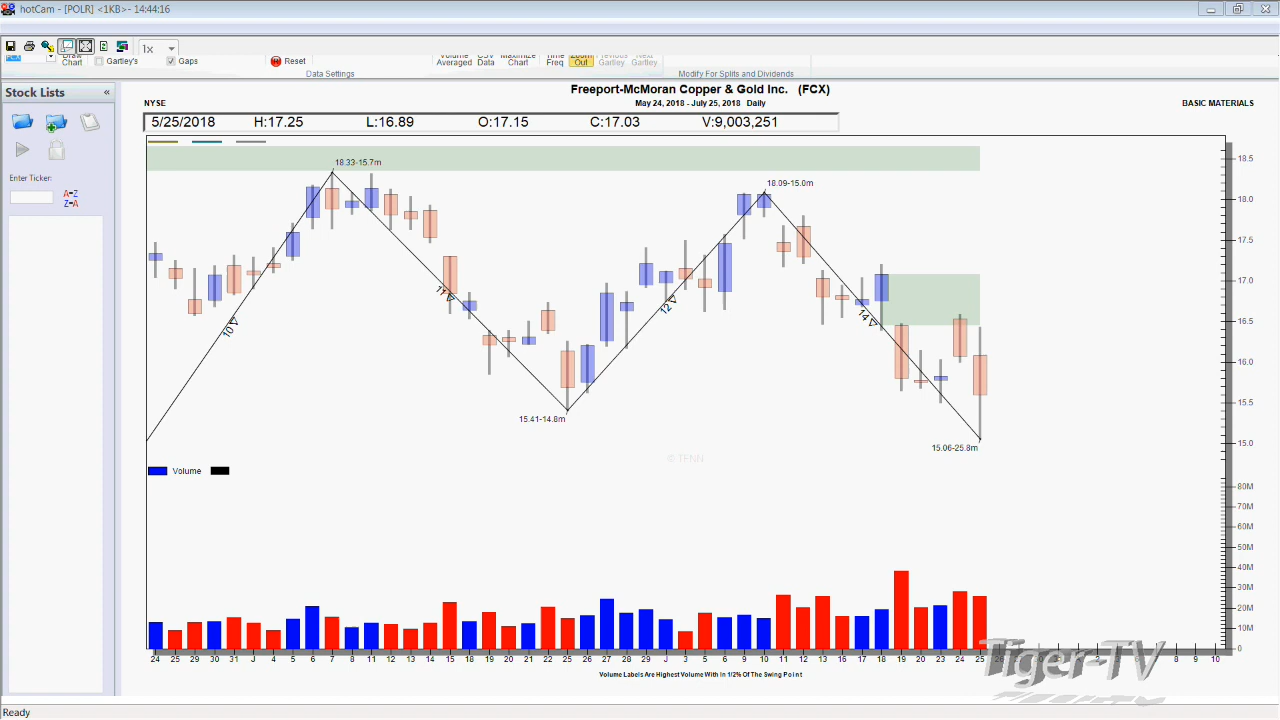 hotCam - [POLR] <1KB>- 14:44:16
1x
Draw Chart
Gartley's
Gaps
Reset
Data Settings
Volume Averaged
CSV Data
Maximize Chart
Time Freq
Zoom Out
Previous Gartley
Next Gartley
Modify For Splits and Dividends
Stock Lists «
Enter Ticker:
A-Z
Z-A
Freeport-McMoran Copper & Gold Inc. (FCX)
NYSE
May 24, 2018 - July 25, 2018 Daily
BASIC MATERIALS
5/25/2018 H:17.25 L:16.89 O:17.15 C:17.03 V:9,003,251
18.33-15.7m
18.09-15.0m
15.41-14.8m
15.06-25.8m
10
11
12
14
18.5
18.0
17.5
17.0
16.5
16.0
15.5
15.0
© TFNN
Volume
80M
70M
60M
50M
40M
30M
20M
10M
0
24 25 29 30 31 J 4 5 6 7 8 11 12 13 14 15 18 19 20 21 22 25 26 27 28 29 J 3 5 6 9 10 11 12 13 16 17 18 19 20 23 24 25 26 2 3 6 7 8 9 10
Tiger-TV
Volume Labels Are Highest Volume With In 1/2% Of The Swing Point
Ready